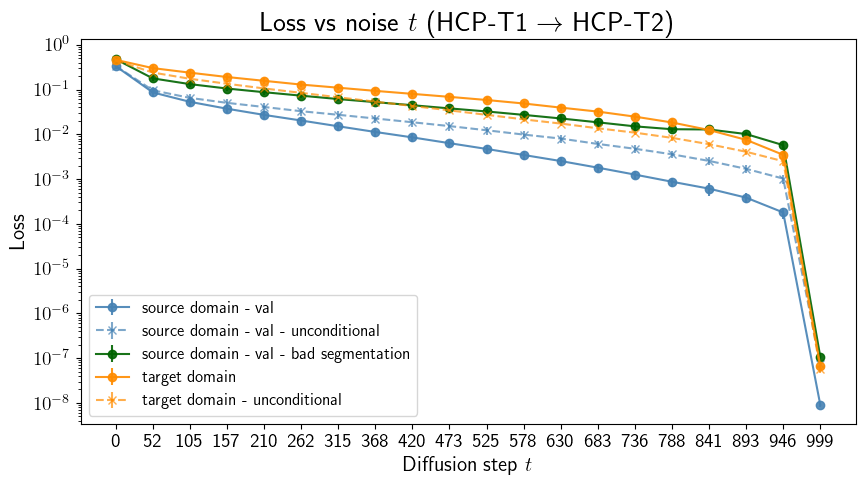 Loss vs noise t (HCP-T1 → HCP-T2)
Loss
10^0
10^-1
10^-2
10^-3
10^-4
10^-5
10^-6
10^-7
10^-8
source domain - val
source domain - val - unconditional
source domain - val - bad segmentation
target domain
target domain - unconditional
0 52 105 157 210 262 315 368 420 473 525 578 630 683 736 788 841 893 946 999
Diffusion step t